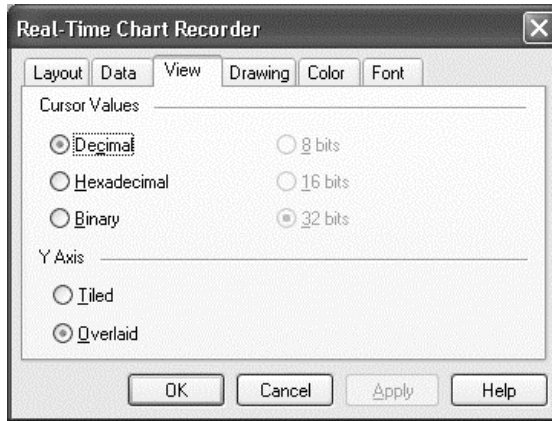 Real-Time Chart Recorder
Layout Data View Drawing Color Font
Cursor Values
Decimal 8 bits
Hexadecimal 16 bits
Binary 32 bits
Y Axis
Tiled
Overlaid
OK Cancel Apply Help